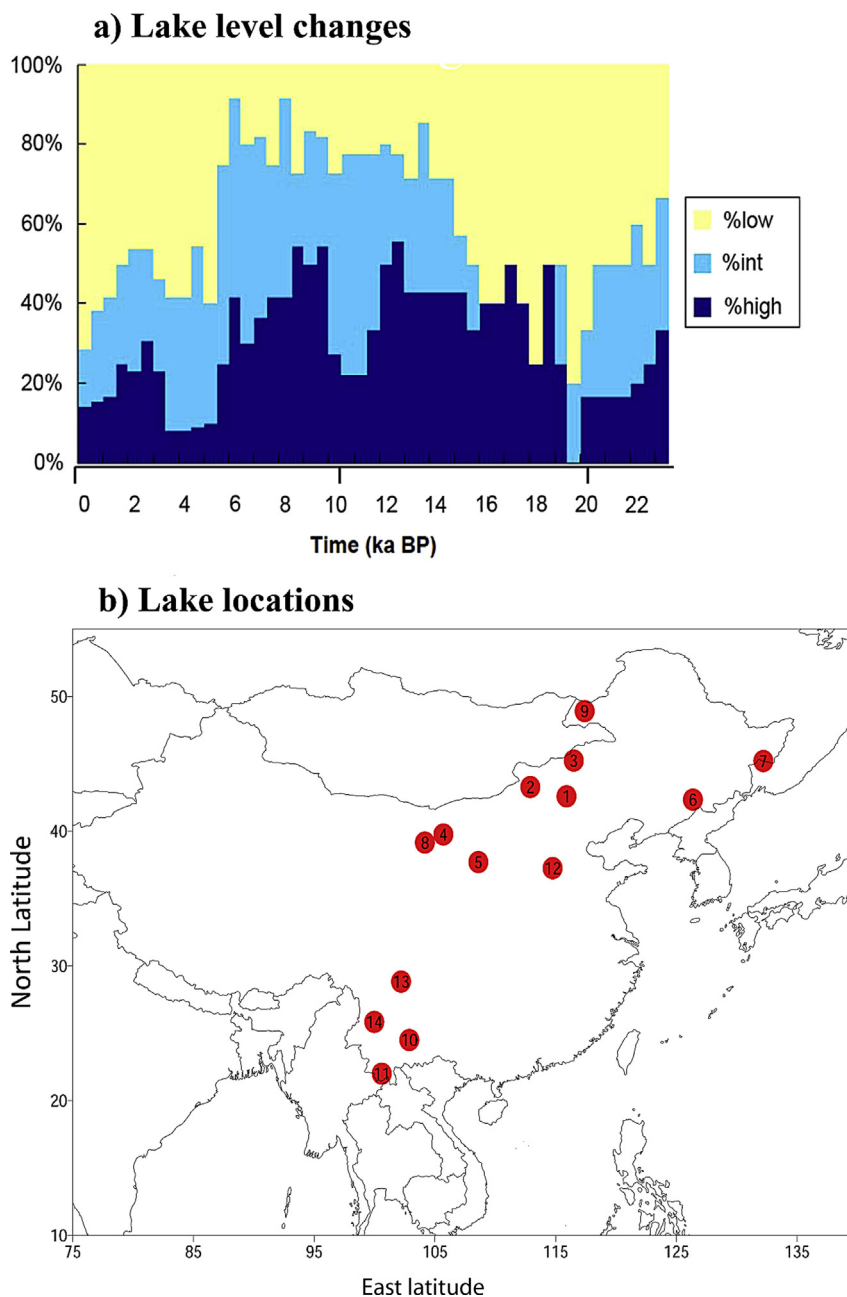 a) Lake level changes
100%
80%
60%
40%
20%
0%
%low
%int
%high
0 2 4 6 8 10 12 14 16 18 20 22
Time (ka BP)
b) Lake locations
50
40
30
20
10
North Latitude
9
3
7
2
1
6
4
8
5
12
13
14
10
11
75 85 95 105 115 125 135
East latitude